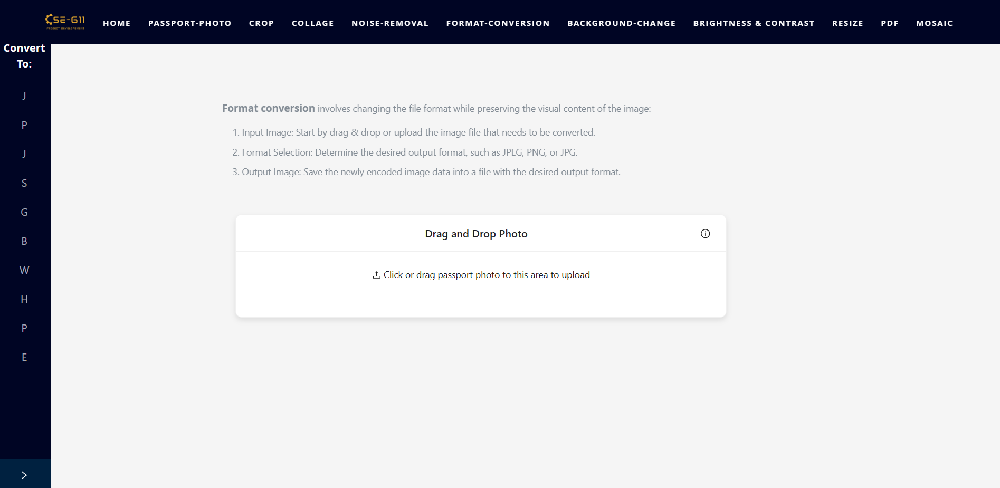 CSE-G11
PROJECT DEVELOPEMENT
HOME PASSPORT-PHOTO CROP COLLAGE NOISE-REMOVAL FORMAT-CONVERSION BACKGROUND-CHANGE BRIGHTNESS & CONTRAST RESIZE PDF MOSAIC
Convert
To:
J
P
J
S
G
B
W
H
P
E
Format conversion involves changing the file format while preserving the visual content of the image:
1. Input Image: Start by drag & drop or upload the image file that needs to be converted.
2. Format Selection: Determine the desired output format, such as JPEG, PNG, or JPG.
3. Output Image: Save the newly encoded image data into a file with the desired output format.
Drag and Drop Photo
Click or drag passport photo to this area to upload